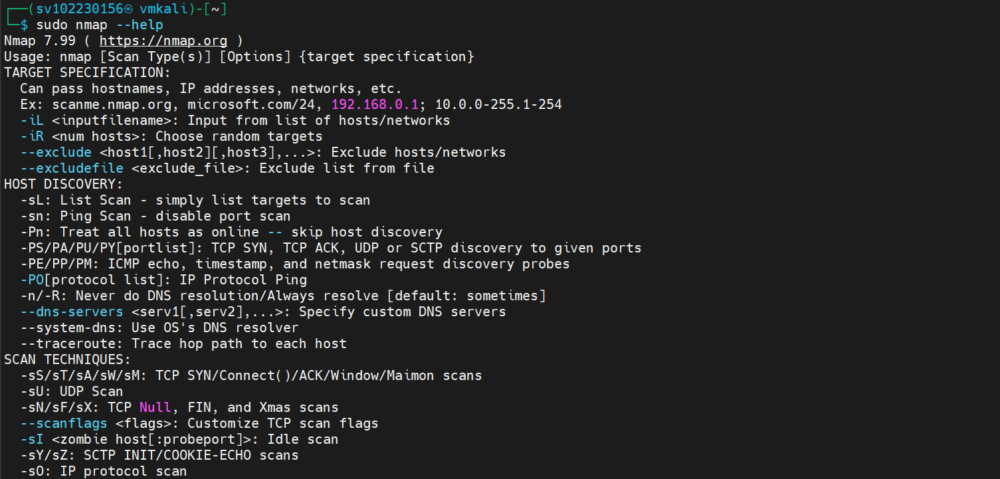 ┌──(sv102230156㉿ vmkali)-[~]
└─$ sudo nmap --help
Nmap 7.99 ( https://nmap.org )
Usage: nmap [Scan Type(s)] [Options] {target specification}
TARGET SPECIFICATION:
  Can pass hostnames, IP addresses, networks, etc.
  Ex: scanme.nmap.org, microsoft.com/24, 192.168.0.1; 10.0.0-255.1-254
  -iL <inputfilename>: Input from list of hosts/networks
  -iR <num hosts>: Choose random targets
  --exclude <host1[,host2][,host3],...>: Exclude hosts/networks
  --excludefile <exclude_file>: Exclude list from file
HOST DISCOVERY:
  -sL: List Scan - simply list targets to scan
  -sn: Ping Scan - disable port scan
  -Pn: Treat all hosts as online -- skip host discovery
  -PS/PA/PU/PY[portlist]: TCP SYN, TCP ACK, UDP or SCTP discovery to given ports
  -PE/PP/PM: ICMP echo, timestamp, and netmask request discovery probes
  -PO[protocol list]: IP Protocol Ping
  -n/-R: Never do DNS resolution/Always resolve [default: sometimes]
  --dns-servers <serv1[,serv2],...>: Specify custom DNS servers
  --system-dns: Use OS's DNS resolver
  --traceroute: Trace hop path to each host
SCAN TECHNIQUES:
  -sS/sT/sA/sW/sM: TCP SYN/Connect()/ACK/Window/Maimon scans
  -sU: UDP Scan
  -sN/sF/sX: TCP Null, FIN, and Xmas scans
  --scanflags <flags>: Customize TCP scan flags
  -sI <zombie host[:probeport]>: Idle scan
  -sY/sZ: SCTP INIT/COOKIE-ECHO scans
  -sO: IP protocol scan